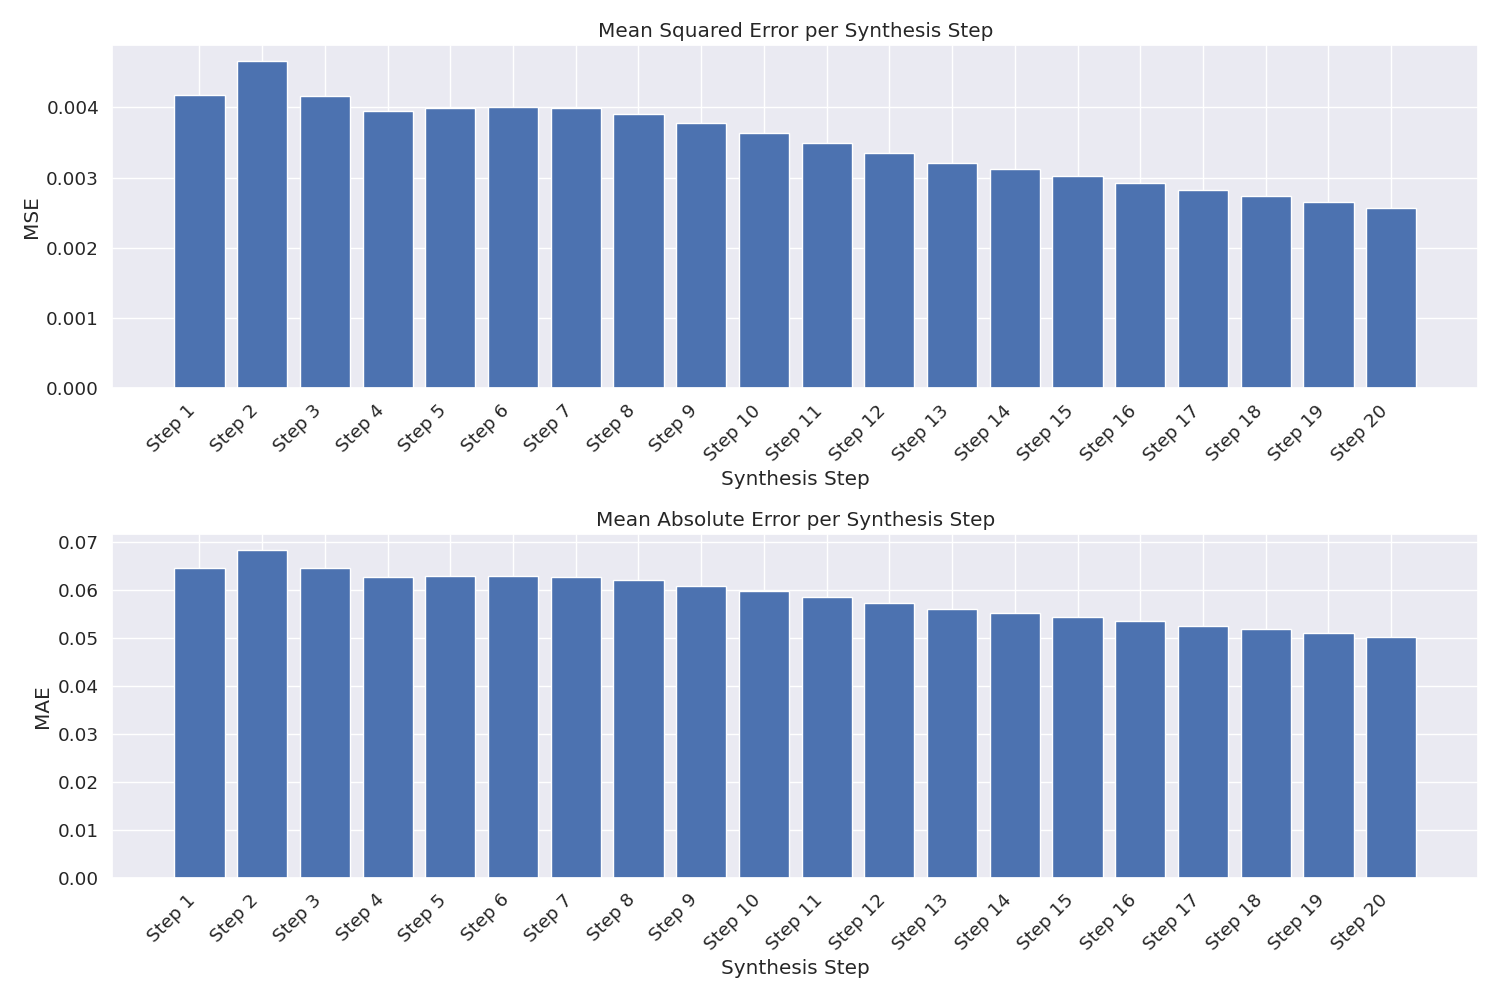 Mean Squared Error per Synthesis Step
0.004
0.003
0.002
0.001
0.000
MSE
Step 1 Step 2 Step 3 Step 4 Step 5 Step 6 Step 7 Step 8 Step 9 Step 10 Step 11 Step 12 Step 13 Step 14 Step 15 Step 16 Step 17 Step 18 Step 19 Step 20
Synthesis Step
Mean Absolute Error per Synthesis Step
0.07
0.06
0.05
0.04
0.03
0.02
0.01
0.00
MAE
Step 1 Step 2 Step 3 Step 4 Step 5 Step 6 Step 7 Step 8 Step 9 Step 10 Step 11 Step 12 Step 13 Step 14 Step 15 Step 16 Step 17 Step 18 Step 19 Step 20
Synthesis Step